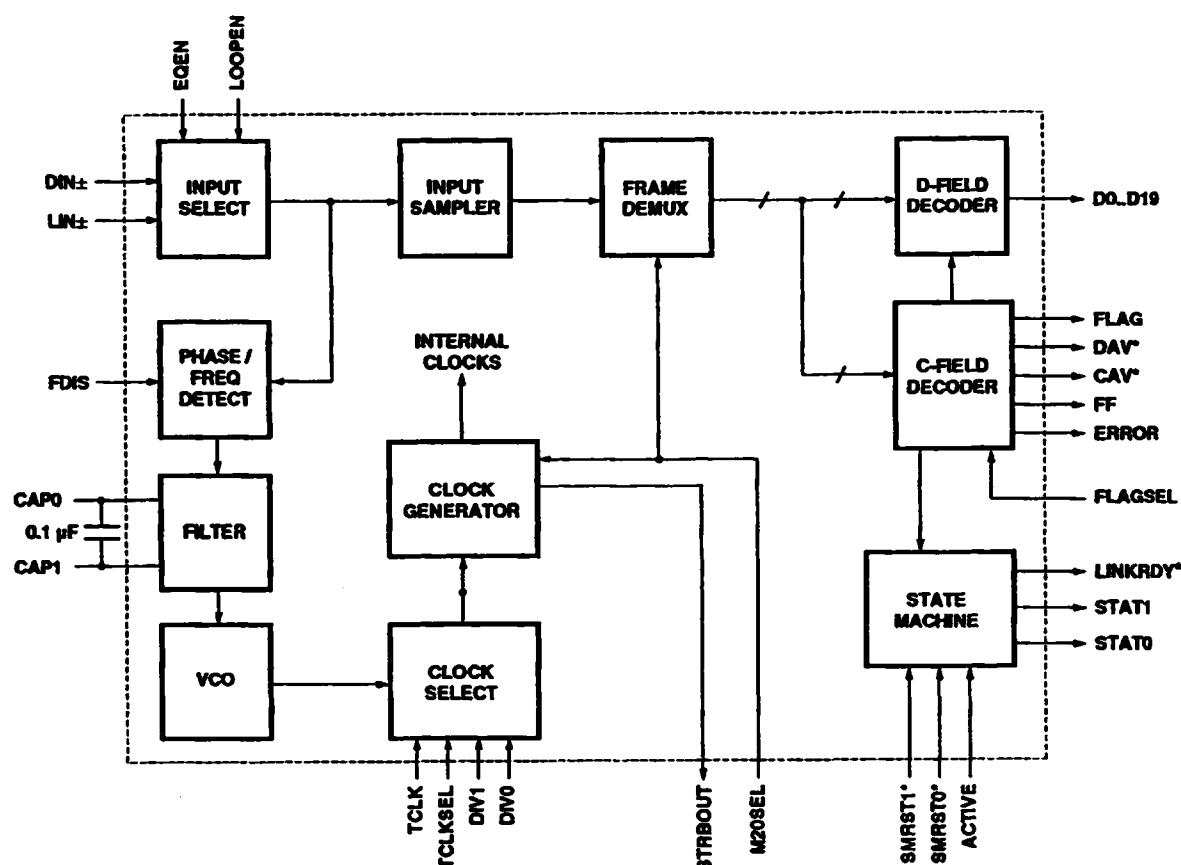 EQEN
LOOPEN
DIN±
LIN±
INPUT
SELECT
INPUT
SAMPLER
FRAME
DEMUX
D-FIELD
DECODER
D0..D19
FDIS
PHASE /
FREQ
DETECT
INTERNAL
CLOCKS
C-FIELD
DECODER
FLAG
DAV*
CAV*
FF
ERROR
CAP0
0.1 µF
CAP1
FILTER
CLOCK
GENERATOR
FLAGSEL
STATE
MACHINE
LINKRDY*
STAT1
STAT0
VCO
CLOCK
SELECT
TCLK
TCLKSEL
DIV1
DIV0
STRBOUT
M20SEL
SMRST1*
SMRST0*
ACTIVE